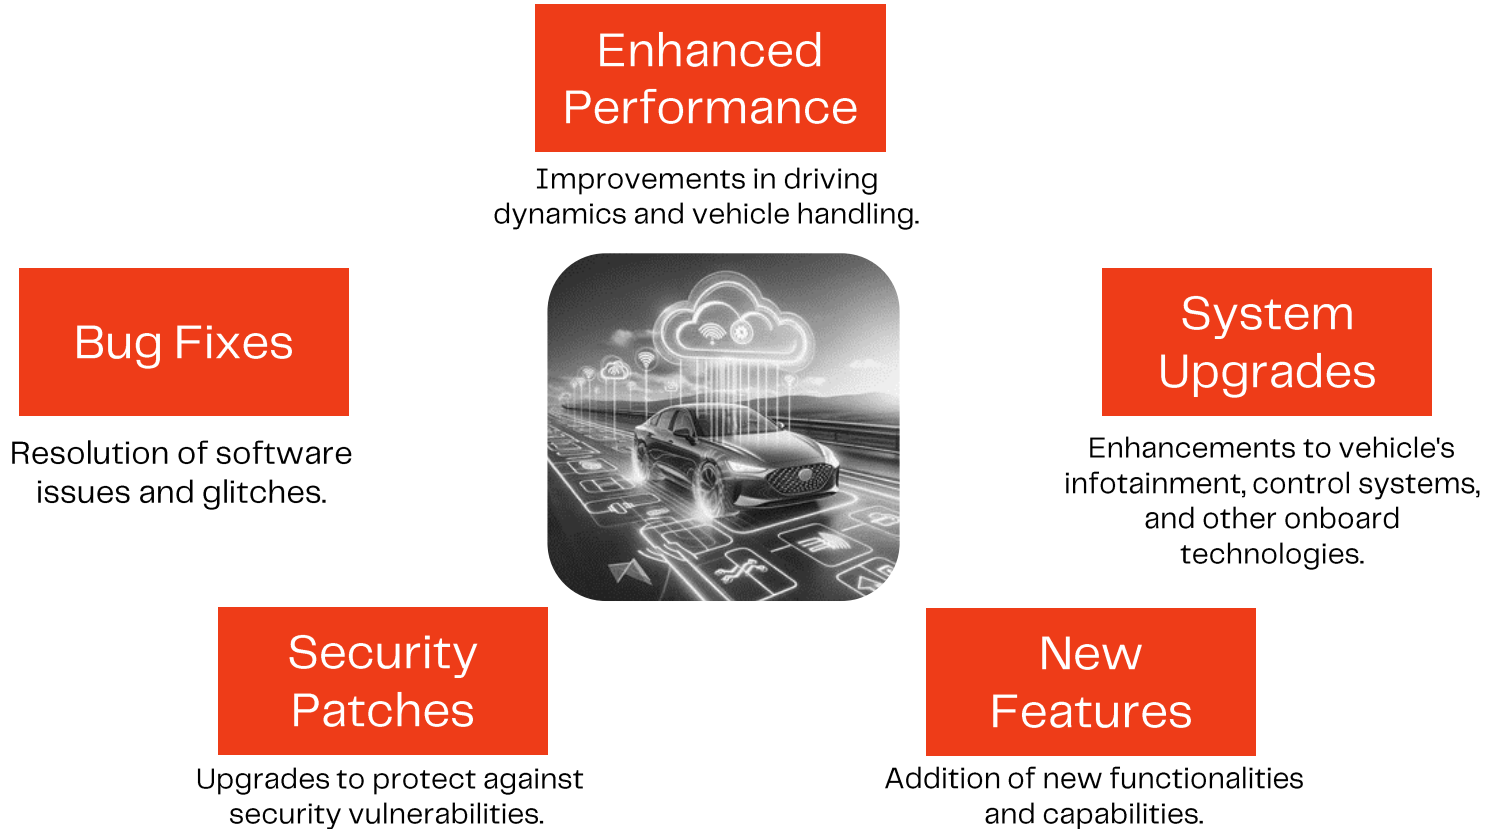 Enhanced
Performance
Improvements in driving
dynamics and vehicle handling.
Bug Fixes
Resolution of software
issues and glitches.
System
Upgrades
Enhancements to vehicle's
infotainment, control systems,
and other onboard
technologies.
Security
Patches
Upgrades to protect against
security vulnerabilities.
New
Features
Addition of new functionalities
and capabilities.